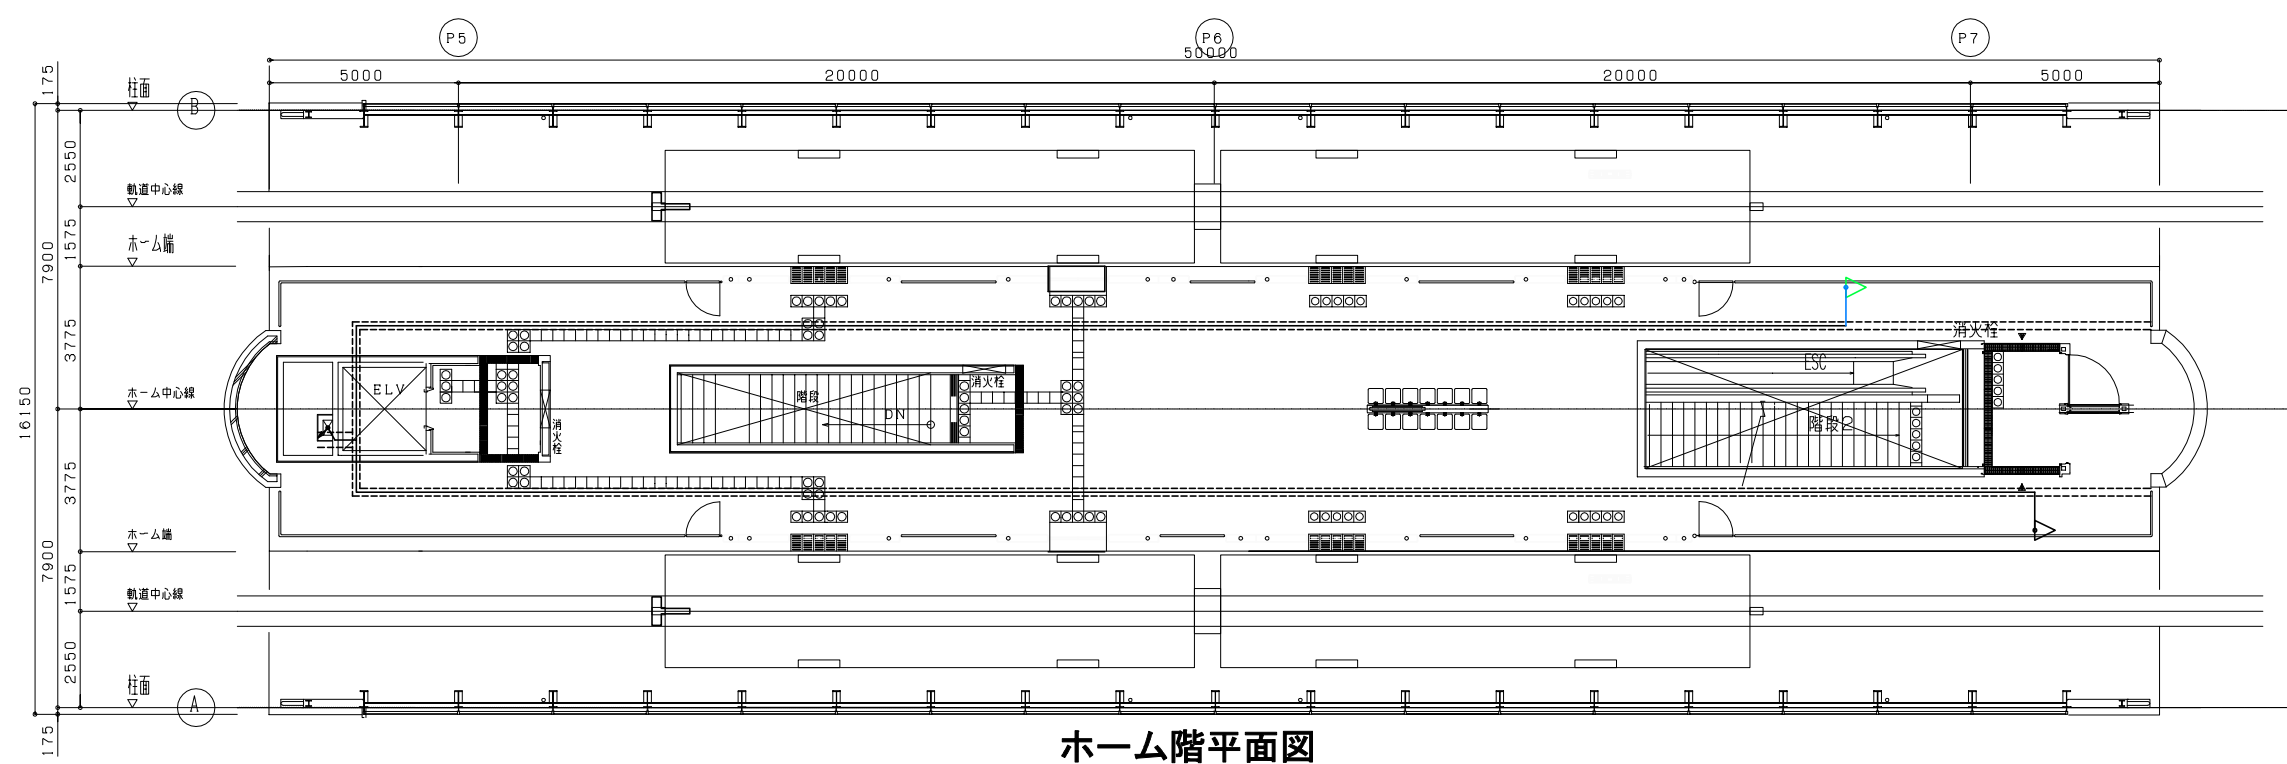 P5
P6
P7
50000
5000
20000
20000
5000
175
柱面
B
2550
軌道中心線
1575
7900
ホーム端
3775
消火栓
ELV
階段
DN
消火栓
ESC
16150
ホーム中心線
消火栓
階段2
3775
ホーム端
7900
1575
軌道中心線
2550
柱面
A
175
ホーム階平面図